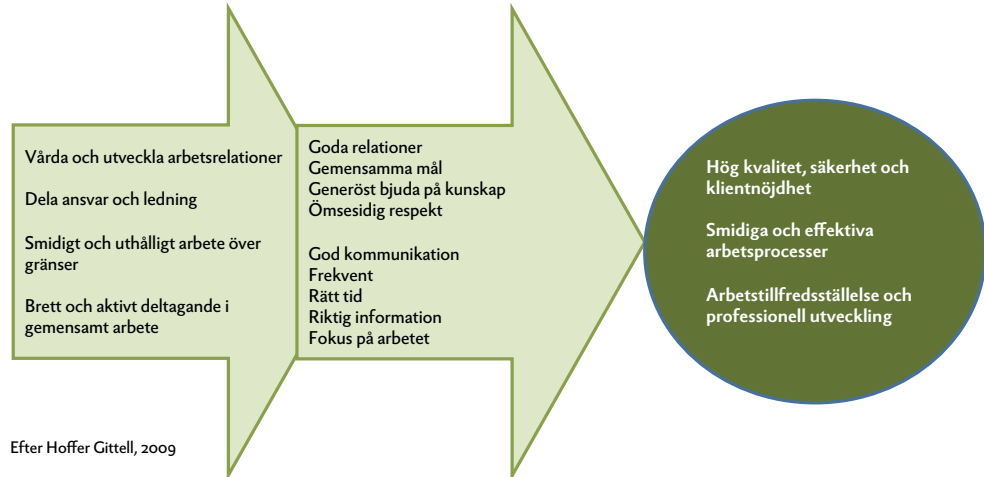 Vårda och utveckla arbetsrelationer
Dela ansvar och ledning
Smidigt och uthålligt arbete över
gränser
Brett och aktivt deltagande i
gemensamt arbete
Goda relationer
Gemensamma mål
Generöst bjuda på kunskap
Ömsesidig respekt
God kommunikation
Frekvent
Rätt tid
Riktig information
Fokus på arbetet
Hög kvalitet, säkerhet och
klientnöjdhet
Smidiga och effektiva
arbetsprocesser
Arbetstillfredsställelse och
professionell utveckling
Efter Hoffer Gittell, 2009